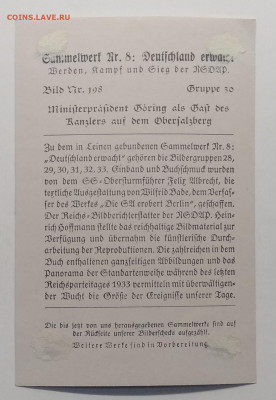 Coins.Lave.ru
Sammelwerk Nr. 8: Deutschland erwacht
Werden, Kampf und Sieg der NSDAP.
Bild Nr. 198 Gruppe 30
Ministerpräsident Göring als Gast des
Kanzlers auf dem Obersalzberg
Zu dem in Leinen gebundenen Sammelwerk Nr. 8:
„Deutschland erwacht“ gehören die Bildergruppen 28,
29, 30, 31, 32, 33. Einband und Buchschmuck wurden
von dem SS-Obersturmführer Felix Albrecht, die
textliche Ausgestaltung von Wilfrid Bade, dem Verfas-
ser des Werkes „Die SA erobert Berlin“, geschaffen.
Der Reichs-Bildberichterstatter der NSDAP. Hein-
rich Hoffmann stellte das reichhaltige Bildmaterial zur
Verfügung und übernahm die künstlerische Durch-
arbeitung der Reproduktionen. Die zahlreichen in dem
Buch enthaltenen ganzseitigen Abbildungen und das
Panorama der Standartenweihe während des letzten
Reichsparteitages 1933 vermitteln mit überwältigen-
der Wucht die Größe der Ereignisse unserer Tage.
Die bis jetzt von uns herausgegebenen Sammelwerke sind auf
der Rückseite unserer Bilderschecks aufgezählt.
Weitere Werke sind in Vorbereitung.